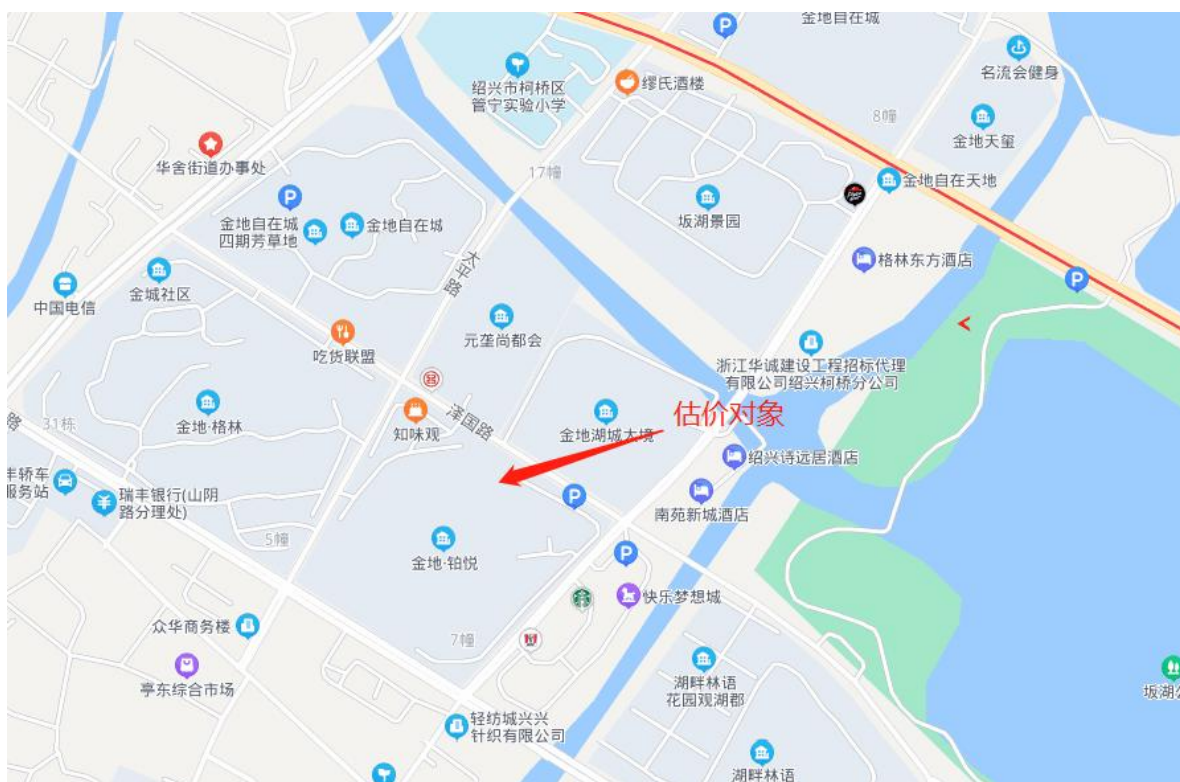 金地自在城
P
绍兴市柯桥区
管宁实验小学
缪氏酒楼
名流会健身
8幢
金地天玺
华舍街道办事处
17幢
P
金地自在城
四期芳草地
金地自在城
坂湖景园
金地自在天地
格林东方酒店
P
太平路
中国电信
金城社区
元垄尚都会
吃货联盟
浙江华诚建设工程招标代理
有限公司绍兴柯桥分公司
估价对象
31栋
路
金地·格林
知味观
泽国路
金地湖城大境
绍兴诗远居酒店
丰轿车
服务站
瑞丰银行(山阴
路分理处)
P
南苑新城酒店
5幢
金地·铂悦
P
快乐梦想城
众华商务楼
7幢
亭东综合市场
湖畔林语
花园观湖郡
坂湖公
轻纺城兴兴
针织有限公司
湖畔林语